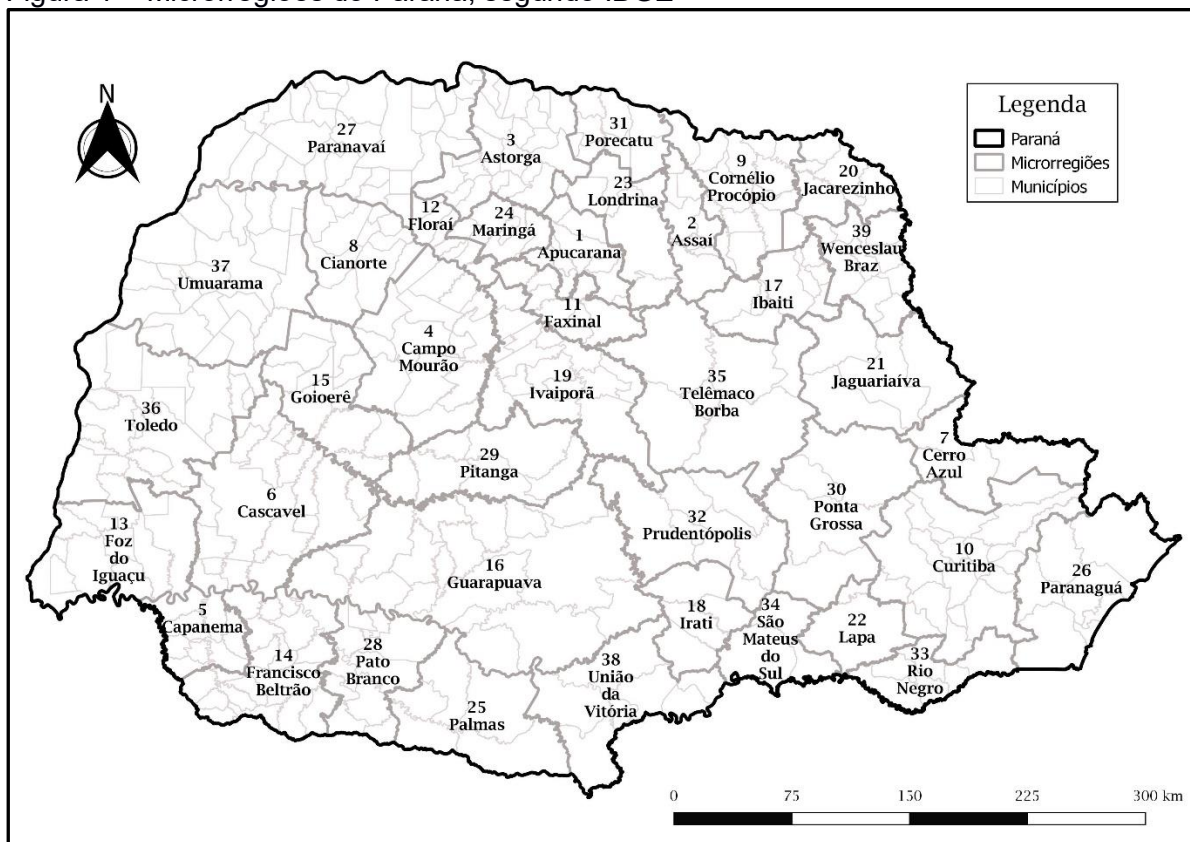 Figura 1 – Microrregiões do Paraná, segundo IBGE
N
Legenda
Paraná
Microrregiões
Municípios
27
Paranavaí
3
Astorga
31
Porecatu
9
Cornélio
Procópio
20
Jacarezinho
23
Londrina
12
Floraí
24
Maringá
1
Apucarana
2
Assaí
39
Wenceslau
Braz
8
Cianorte
37
Umuarama
17
Ibaiti
11
Faxinal
4
Campo
Mourão
21
Jaguariaíva
15
Goioerê
19
Ivaiporã
35
Telêmaco
Borba
36
Toledo
7
Cerro
Azul
29
Pitanga
6
Cascavel
30
Ponta
Grossa
13
Foz
do
Iguaçu
32
Prudentópolis
16
Guarapuava
10
Curitiba
26
Paranaguá
5
Capanema
18
Irati
34
São
Mateus
do
Sul
22
Lapa
28
Pato
Branco
14
Francisco
Beltrão
38
União
da
Vitória
33
Rio
Negro
25
Palmas
0 75 150 225 300 km